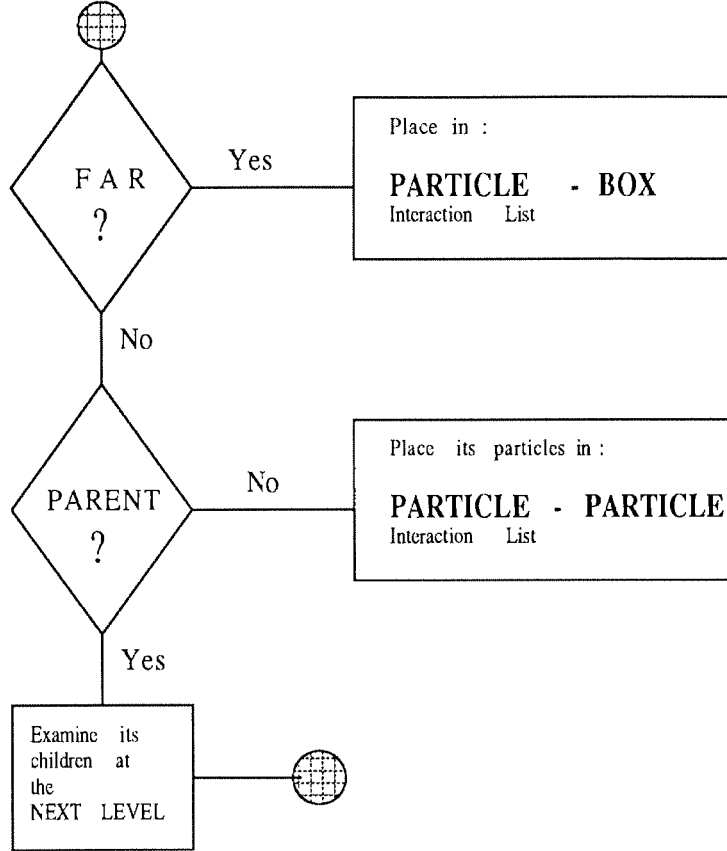 FAR
?
Yes
Place in :
PARTICLE - BOX
Interaction List
No
PARENT
?
No
Place its particles in :
PARTICLE - PARTICLE
Interaction List
Yes
Examine its
children at
the
NEXT LEVEL